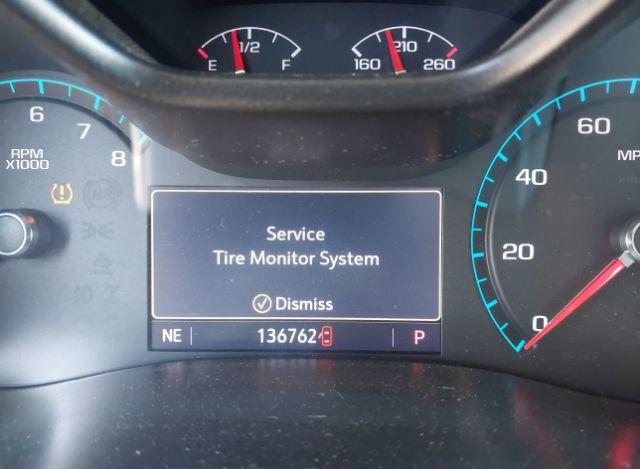 1/2
E F
210
160 260
6
7
8
RPM
X1000
60
40
20
0
MP
Service
Tire Monitor System
Dismiss
NE 136762 P